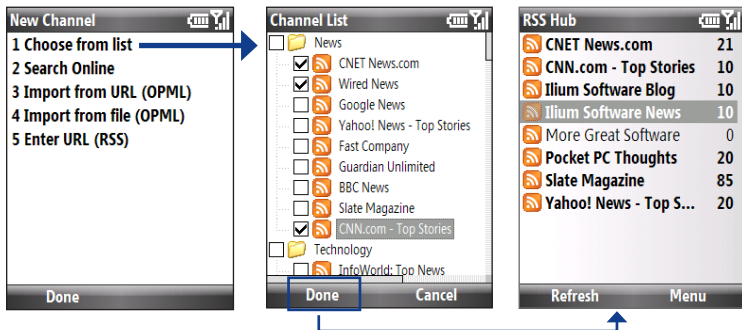 New Channel
1 Choose from list
2 Search Online
3 Import from URL (OPML)
4 Import from file (OPML)
5 Enter URL (RSS)
Done
Channel List
News
CNET News.com
Wired News
Google News
Yahoo! News - Top Stories
Fast Company
Guardian Unlimited
BBC News
Slate Magazine
CNN.com - Top Stories
Technology
InfoWorld: Top News
Done Cancel
RSS Hub
CNET News.com 21
CNN.com - Top Stories 10
Ilium Software Blog 10
Ilium Software News 10
More Great Software 0
Pocket PC Thoughts 20
Slate Magazine 85
Yahoo! News - Top S... 20
Refresh Menu